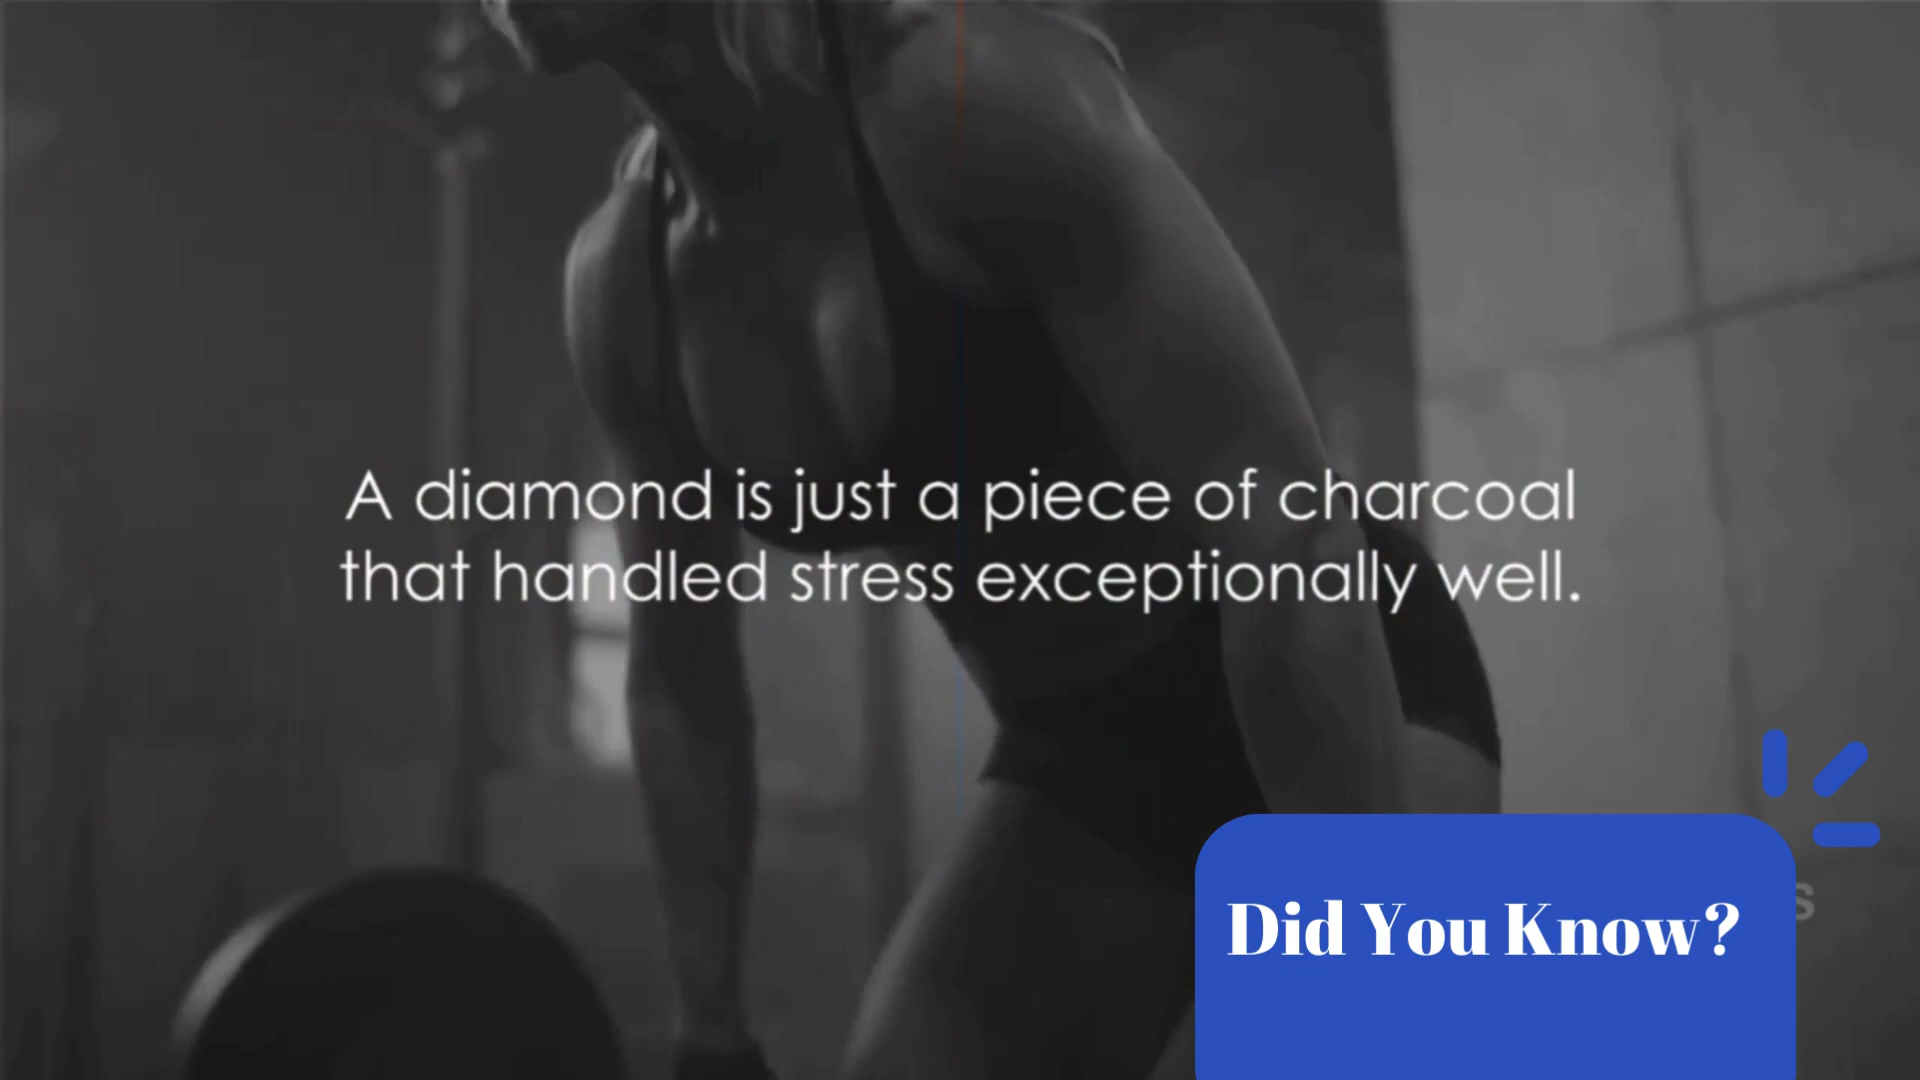 A diamond is just a piece of charcoal
that handled stress exceptionally well.
Did You Know?